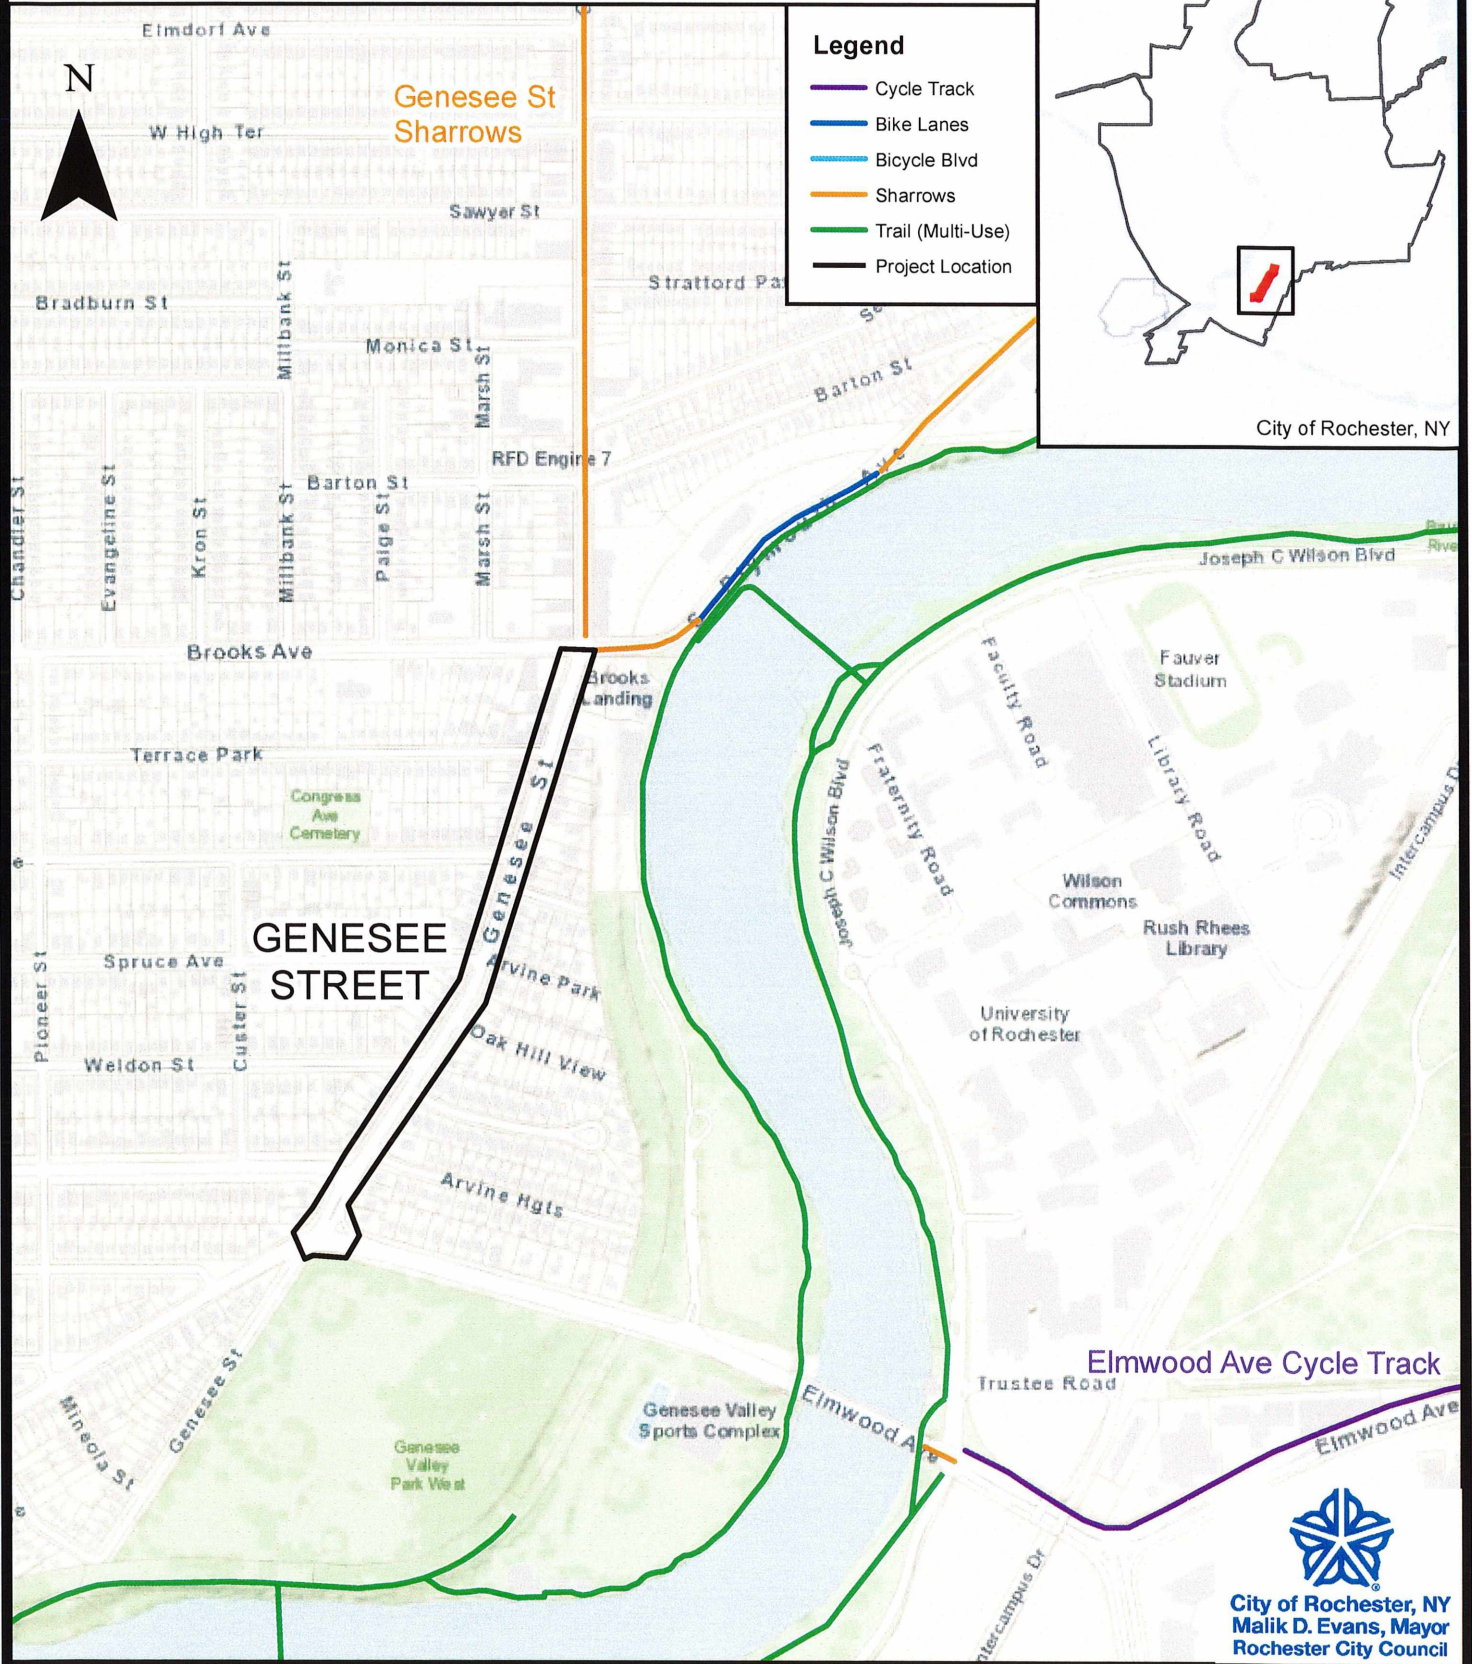 Elmdorf Ave
N
Genesee St
Sharrows
W High Ter
Sawyer St
Legend
Cycle Track
Bike Lanes
Bicycle Blvd
Sharrows
Trail (Multi-Use)
Project Location
City of Rochester, NY
Stratford
Bradburn St
Millbank St
Monica St
Marsh St
Barton St
RFD Engine 7
Barton St
Chandler St
Evangeline St
Kron St
Millbank St
Paige St
Marsh St
Joseph C Wilson Blvd
Brooks Ave
Brooks
Landing
Faculty Road
Fauver
Stadium
Terrace Park
Genesee St
Congress
Ave
Cemetery
Joseph C Wilson Blvd
Fraternity Road
Library Road
Intercampus Dr
Wilson
Commons
Rush Rhees
Library
GENESEE
STREET
Pioneer St
Spruce Ave
Custer St
Arvine Park
University
of Rochester
Weldon St
Oak Hill View
Arvine Hgts
Elmwood Ave Cycle Track
Trustee Road
Genesee St
Mineola St
Genesee Valley
Sports Complex
Elmwood Ave
Elmwood Ave
Genesee
Valley
Park West
Intercampus Dr
City of Rochester, NY
Malik D. Evans, Mayor
Rochester City Council